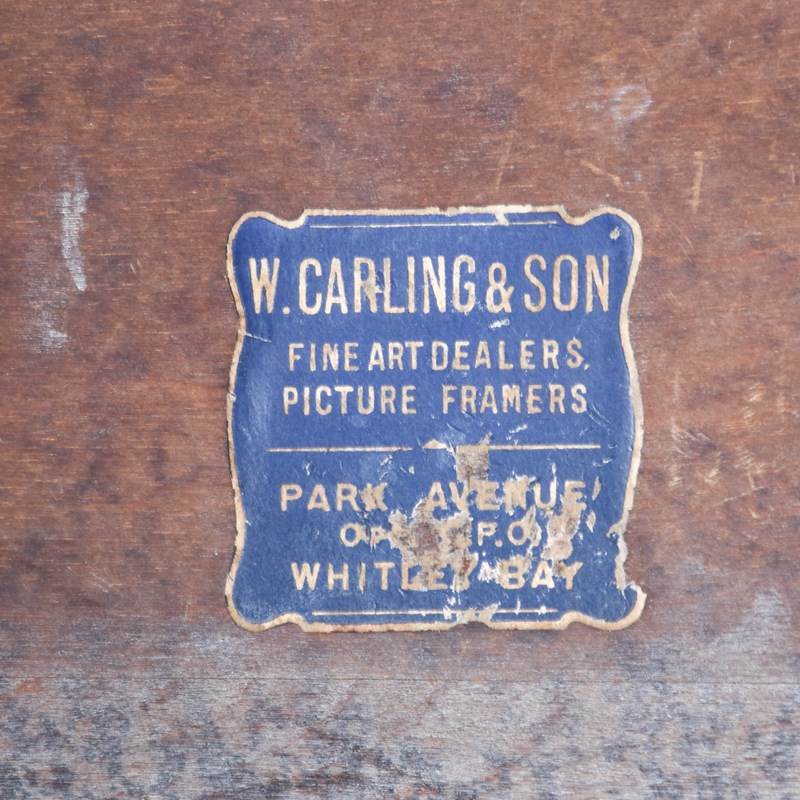 W. CARLING & SON
FINE ART DEALERS,
PICTURE FRAMERS
PARK AVENUE
P.O.
WHITLEY BAY